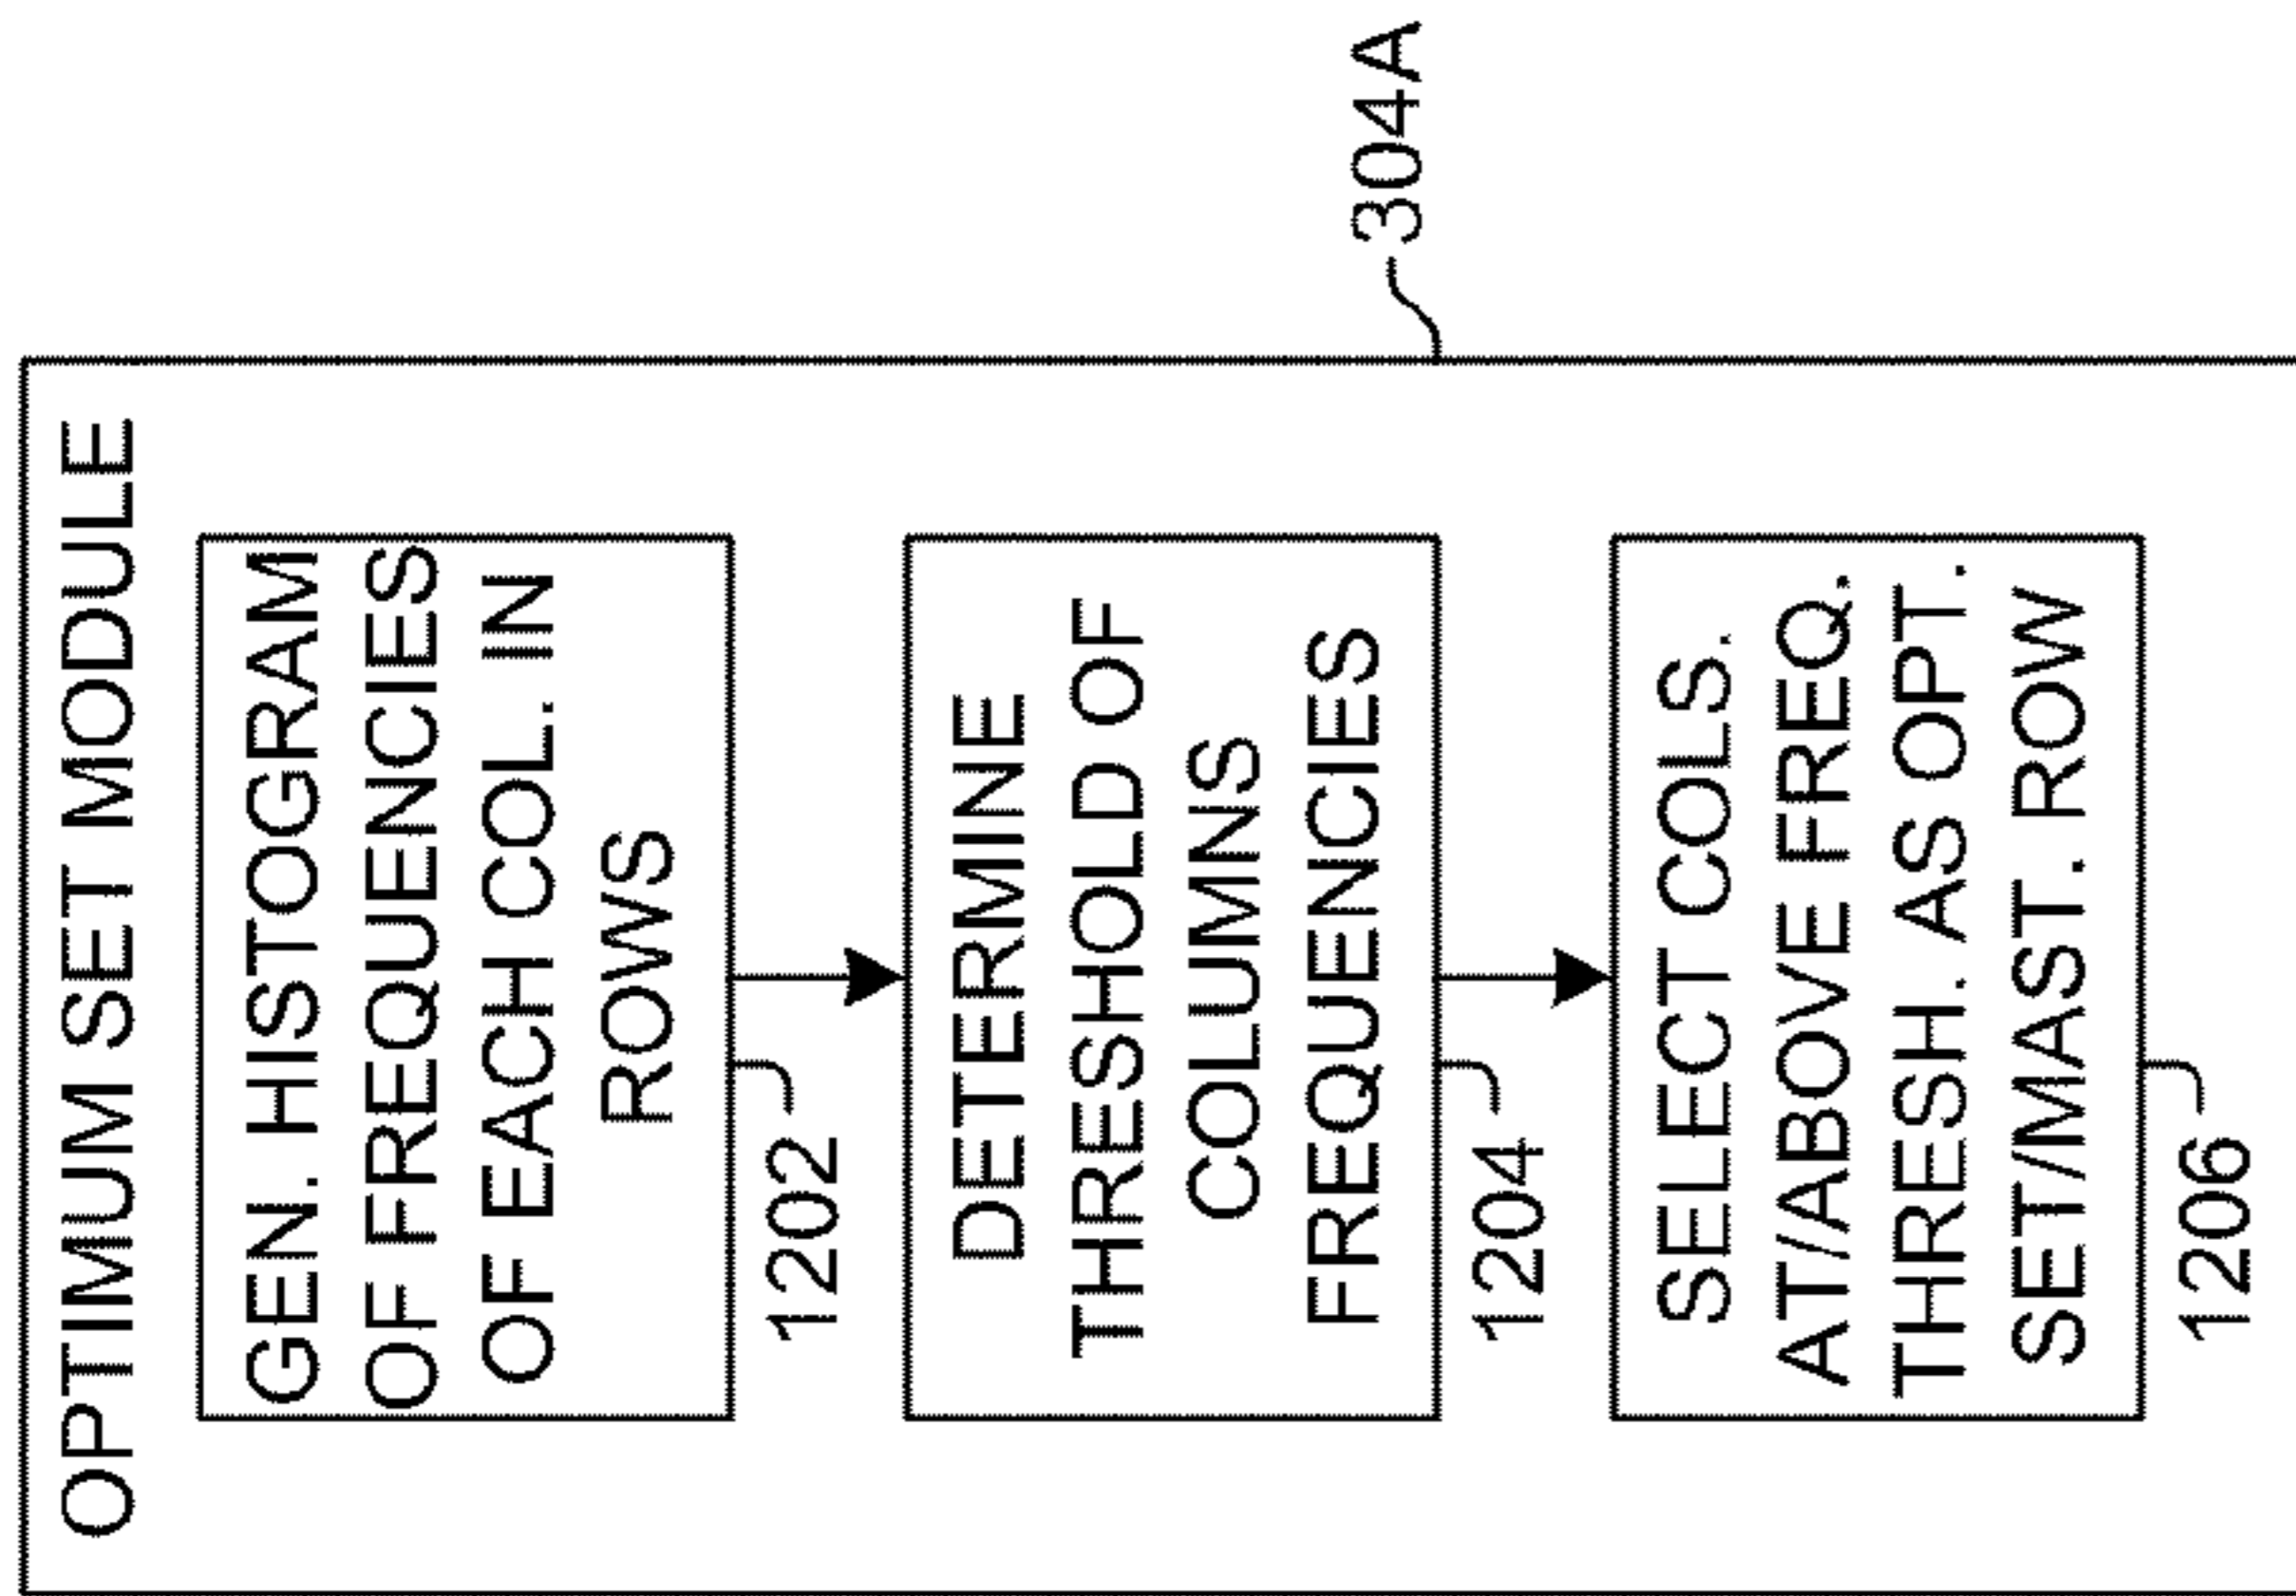 OPTIMUM SET MODULE
GEN. HISTOGRAM
OF FREQUENCIES
OF EACH COL. IN
ROWS
1202
DETERMINE
THRESHOLD OF
COLUMNS
FREQUENCIES
1204
SELECT COLS.
AT/ABOVE FREQ.
THRESH. AS OPT.
SET/MAST. ROW
1206
304A